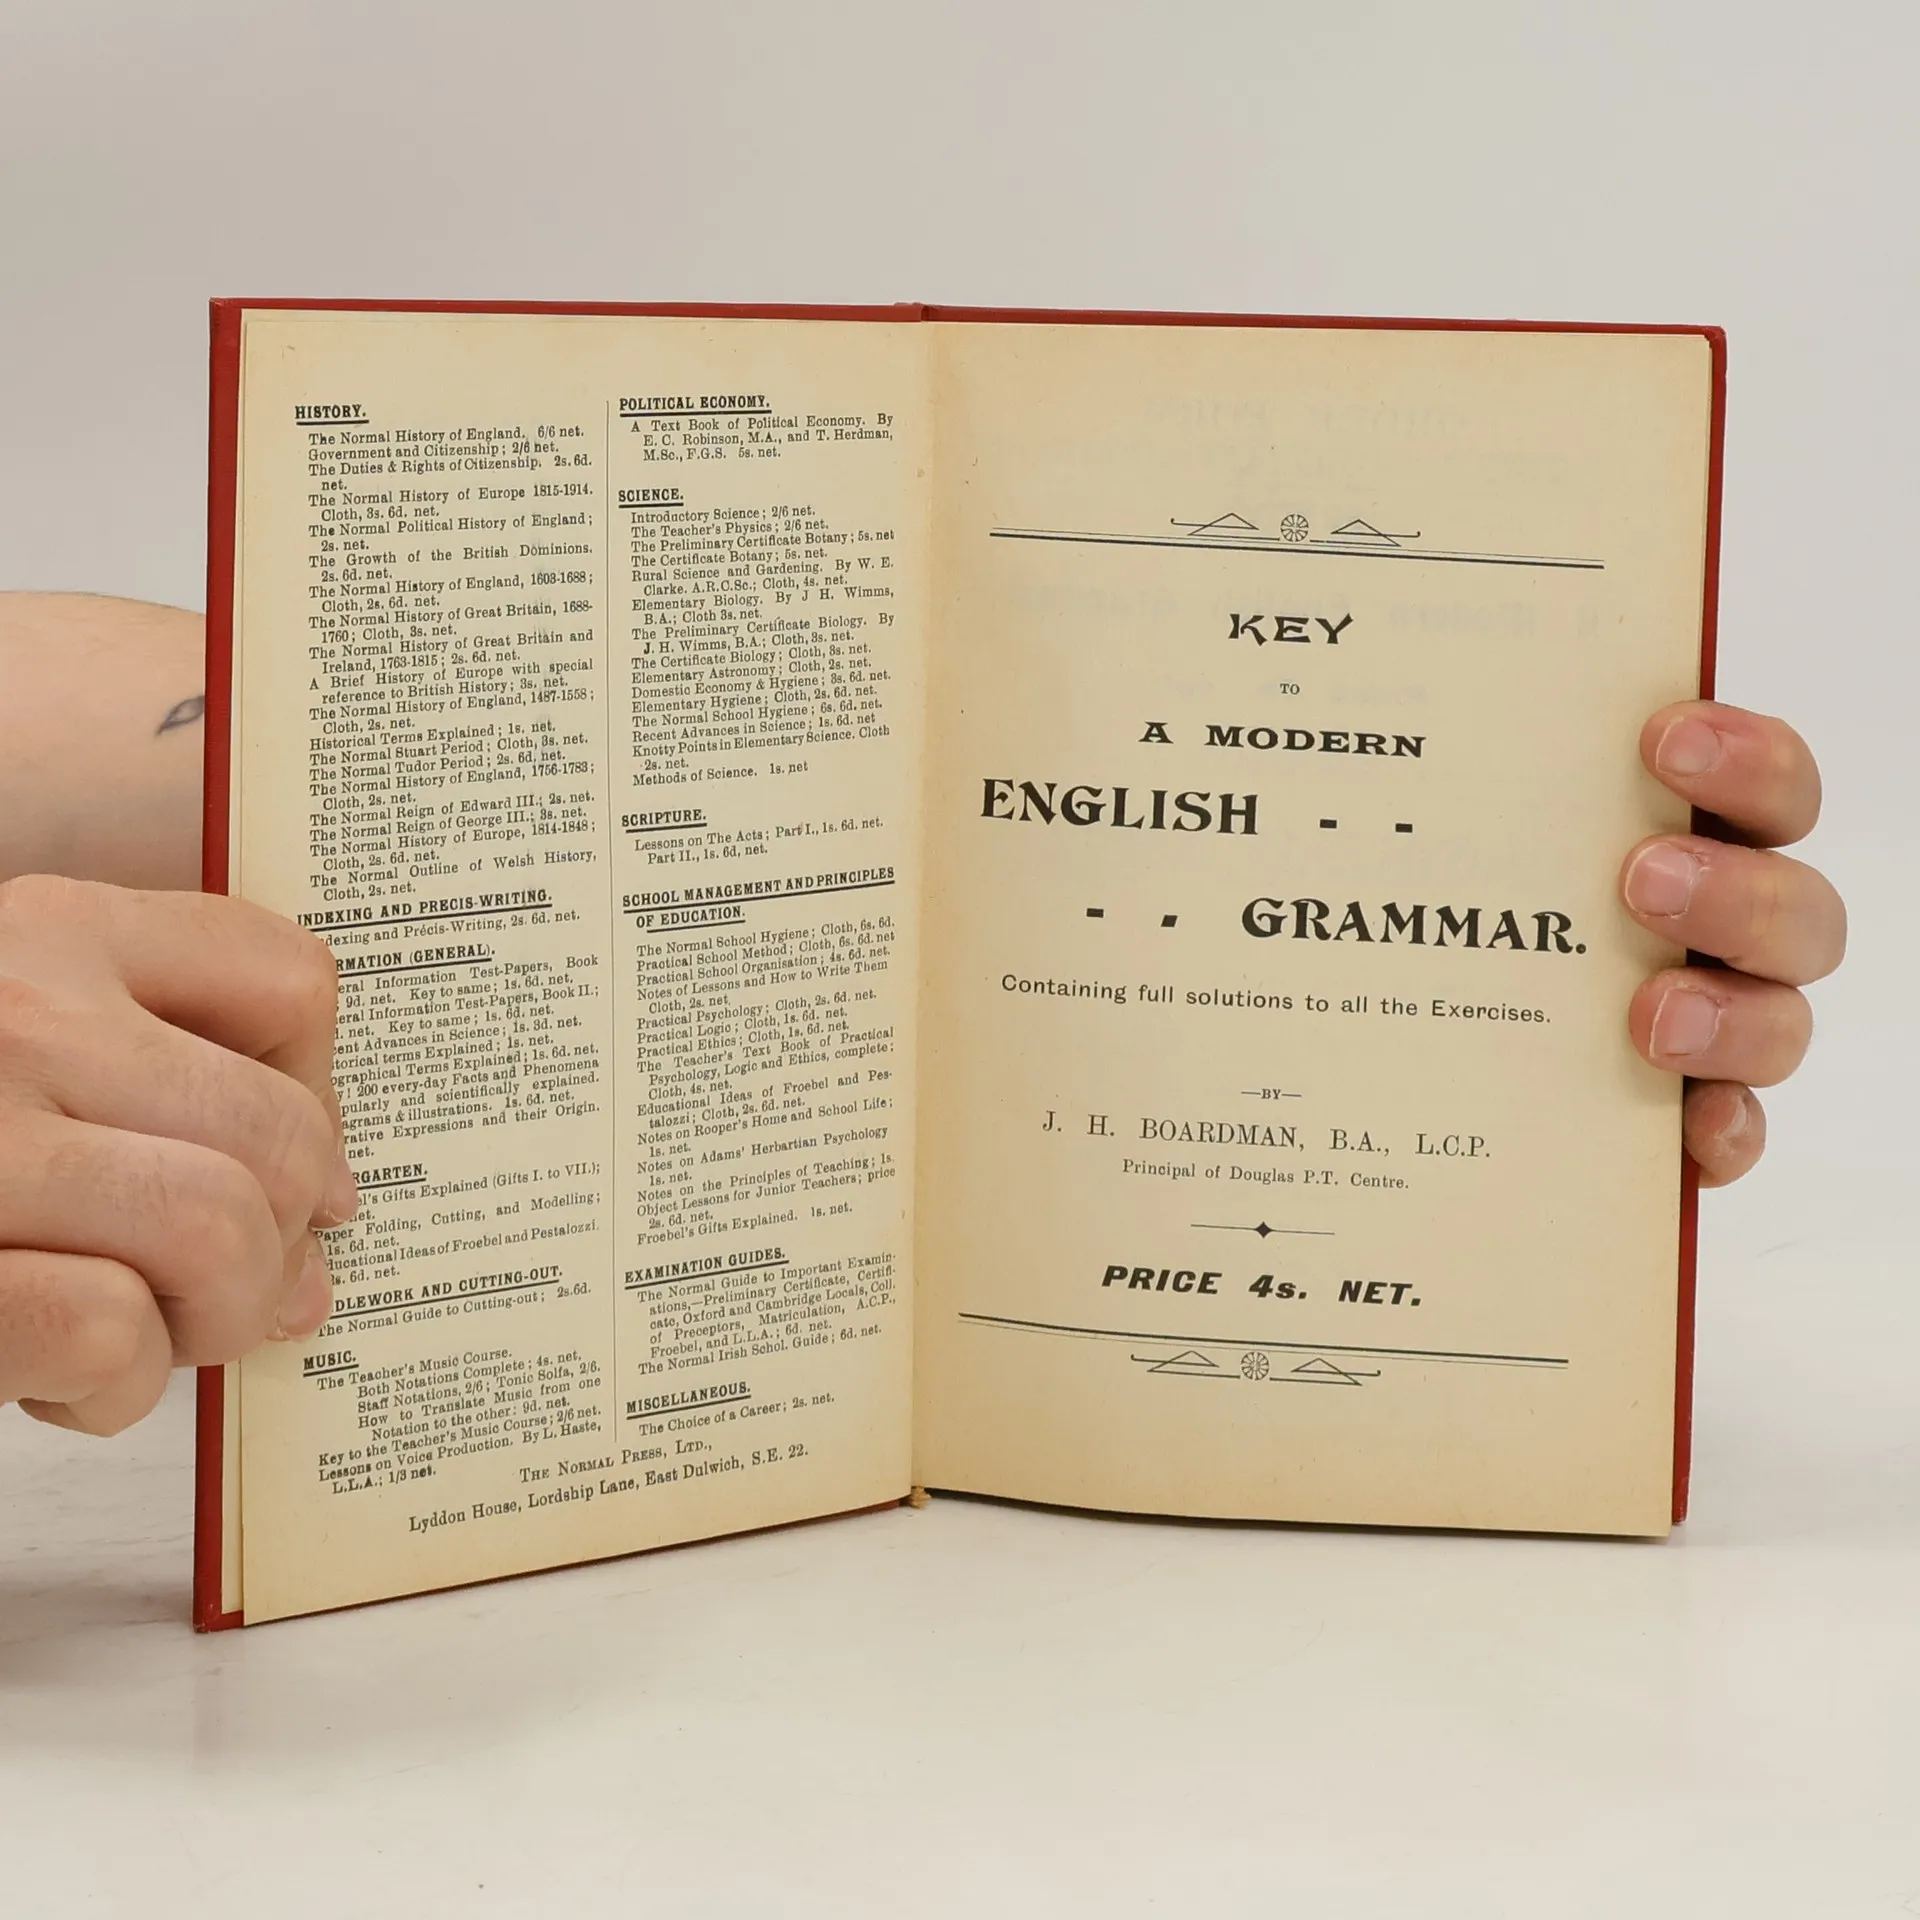 HISTORY.
The Normal History of England. 6/6 net.
Government and Citizenship; 2/6 net.
The Duties & Rights of Citizenship. 2s. 6d.
net.
The Normal History of Europe 1815-1914.
Cloth, 3s. 6d. net.
The Normal Political History of England;
2s. net.
The Growth of the British Dominions.
2s. 6d. net.
The Normal History of England, 1603-1688;
Cloth, 2s. 6d. net.
The Normal History of Great Britain, 1688-
1760; Cloth, 3s. net.
The Normal History of Great Britain and
Ireland, 1763-1815; 2s. 6d. net.
A Brief History of Europe with special
reference to British History; 3s. net.
The Normal History of England, 1487-1558;
Cloth, 2s. net.
Historical Terms Explained; 1s. net.
The Normal Stuart Period; Cloth, 3s. net.
The Normal Tudor Period; 2s. 6d. net.
The Normal History of England, 1756-1783;
Cloth, 2s. net.
The Normal Reign of Edward III.; 2s. net.
The Normal Reign of George III.; 3s. net.
The Normal History of Europe, 1814-1848;
Cloth, 2s. 6d. net.
The Normal Outline of Welsh History,
Cloth, 2s. net.
INDEXING AND PRECIS-WRITING.
dexing and Précis-Writing, 2s. 6d. net.
RMATION (GENERAL).
eral Information Test-Papers, Book
9d. net. Key to same; 1s. 6d. net.
eral Information Test-Papers, Book II.;
net. Key to same; 1s. 6d. net.
ent Advances in Science; 1s. 3d. net.
torical terms Explained; 1s. net.
ographical Terms Explained; 1s. 6d. net.
y! 200 every-day Facts and Phenomena
pularly and scientifically explained.
agrams & illustrations. 1s. 6d. net.
rative Expressions and their Origin.
net.
RGARTEN.
el's Gifts Explained (Gifts I. to VII.);
net.
Paper Folding, Cutting, and Modelling;
1s. 6d. net.
ducational Ideas of Froebel and Pestalozzi.
s. 6d. net.
DLEWORK AND CUTTING-OUT.
The Normal Guide to Cutting-out; 2s.6d.
MUSIC.
The Teacher's Music Course.
Both Notations Complete; 4s. net.
Staff Notations, 2/6; Tonic Solfa, 2/6.
How to Translate Music from one
Notation to the other: 9d. net.
Key to the Teacher's Music Course; 2/6 net.
Lessons on Voice Production. By L. Haste,
L.L.A.; 1/3 net.
POLITICAL ECONOMY.
A Text Book of Political Economy. By
E. C. Robinson, M.A., and T. Herdman,
M.Sc., F.G.S. 5s. net.
SCIENCE.
Introductory Science; 2/6 net.
The Teacher's Physics; 2/6 net.
The Preliminary Certificate Botany; 5s. net
The Certificate Botany; 5s. net.
Rural Science and Gardening. By W. E.
Clarke. A.R.C.Sc.; Cloth, 4s. net.
Elementary Biology. By J H. Wimms,
B.A.; Cloth 3s. net.
The Preliminary Certificate Biology. By
J. H. Wimms, B.A.; Cloth, 3s. net.
The Certificate Biology; Cloth, 3s. net.
Elementary Astronomy; Cloth, 2s. net.
Domestic Economy & Hygiene; 3s. 6d. net.
Elementary Hygiene; Cloth, 2s. 6d. net.
The Normal School Hygiene; 6s. 6d. net.
Recent Advances in Science; 1s. 6d. net
Knotty Points in Elementary Science. Cloth
2s. net.
Methods of Science. 1s. net
SCRIPTURE.
Lessons on The Acts; Part I., 1s. 6d. net.
Part II., 1s. 6d, net.
SCHOOL MANAGEMENT AND PRINCIPLES
OF EDUCATION.
The Normal School Hygiene; Cloth, 6s. 6d.
Practical School Method; Cloth, 6s. 6d. net
Practical School Organisation; 4s. 6d. net.
Notes of Lessons and How to Write Them
Cloth, 2s. net.
Practical Psychology; Cloth, 2s. 6d. net.
Practical Logic; Cloth, 1s. 6d. net.
Practical Ethics; Cloth, 1s. 6d. net.
The Teacher's Text Book of Practical
Psychology, Logic and Ethics, complete;
Cloth, 4s. net.
Educational Ideas of Froebel and Pes-
talozzi; Cloth, 2s. 6d. net.
Notes on Rooper's Home and School Life;
1s. net.
Notes on Adams' Herbartian Psychology
1s. net.
Notes on the Principles of Teaching; 1s.
Object Lessons for Junior Teachers; price
2s. 6d. net.
Froebel's Gifts Explained. 1s. net.
EXAMINATION GUIDES.
The Normal Guide to Important Examin-
ations,—Preliminary Certificate, Certifi-
cate, Oxford and Cambridge Locals, Coll.
of Preceptors, Matriculation, A.C.P.,
Froebel, and L.L.A.; 6d. net.
The Normal Irish Schol. Guide; 6d. net.
MISCELLANEOUS.
The Choice of a Career; 2s. net.
THE NORMAL PRESS, LTD.,
Lyddon House, Lordship Lane, East Dulwich, S.E. 22.
KEY
TO
A MODERN
ENGLISH - -
- - GRAMMAR.
Containing full solutions to all the Exercises.
—BY—
J. H. BOARDMAN, B.A., L.C.P.
Principal of Douglas P.T. Centre.
PRICE 4s. NET.